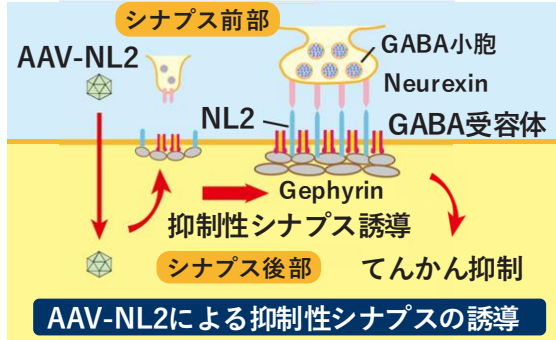 シナプス前部
AAV-NL2
GABA小胞
Neurexin
NL2
GABA受容体
Gephyrin
抑制性シナプス誘導
シナプス後部
てんかん抑制
AAV-NL2による抑制性シナプスの誘導